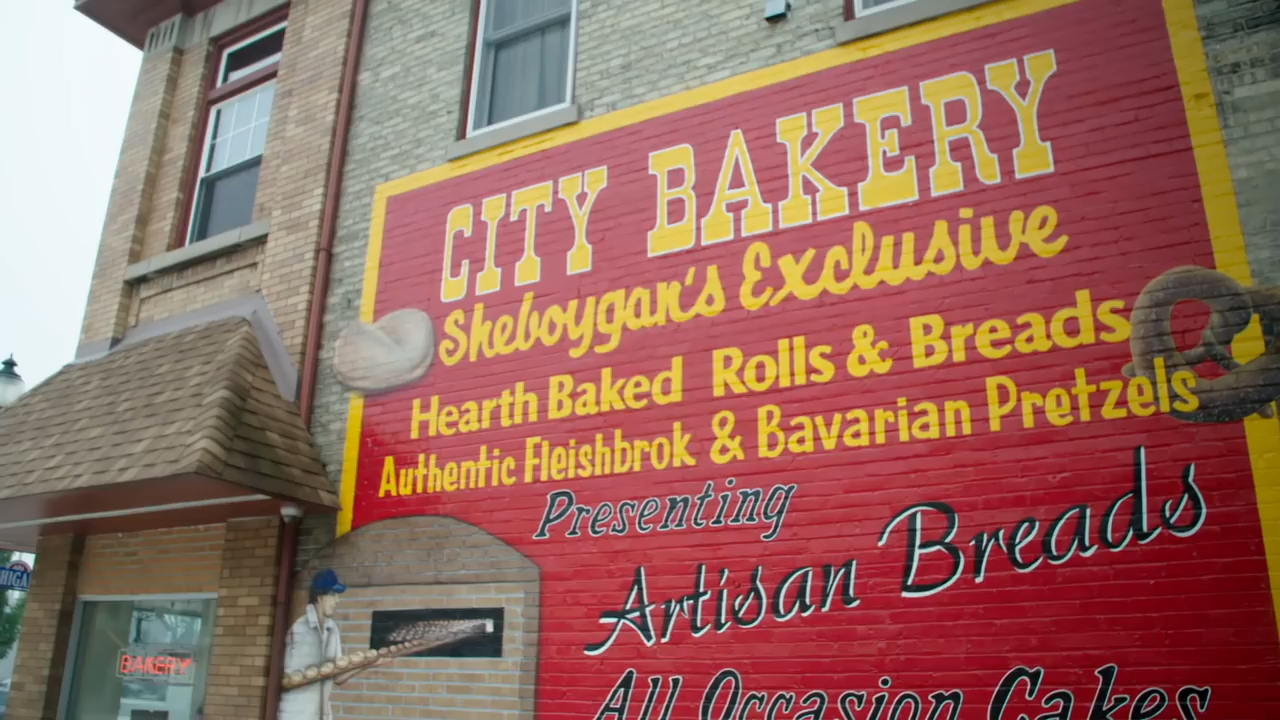 CITY BAKERY
Sheboygan's Exclusive
Hearth Baked Rolls & Breads
Authentic Fleishbrok & Bavarian Pretzels
Presenting
Artisan Breads
All Occasion Cakes
BAKERY